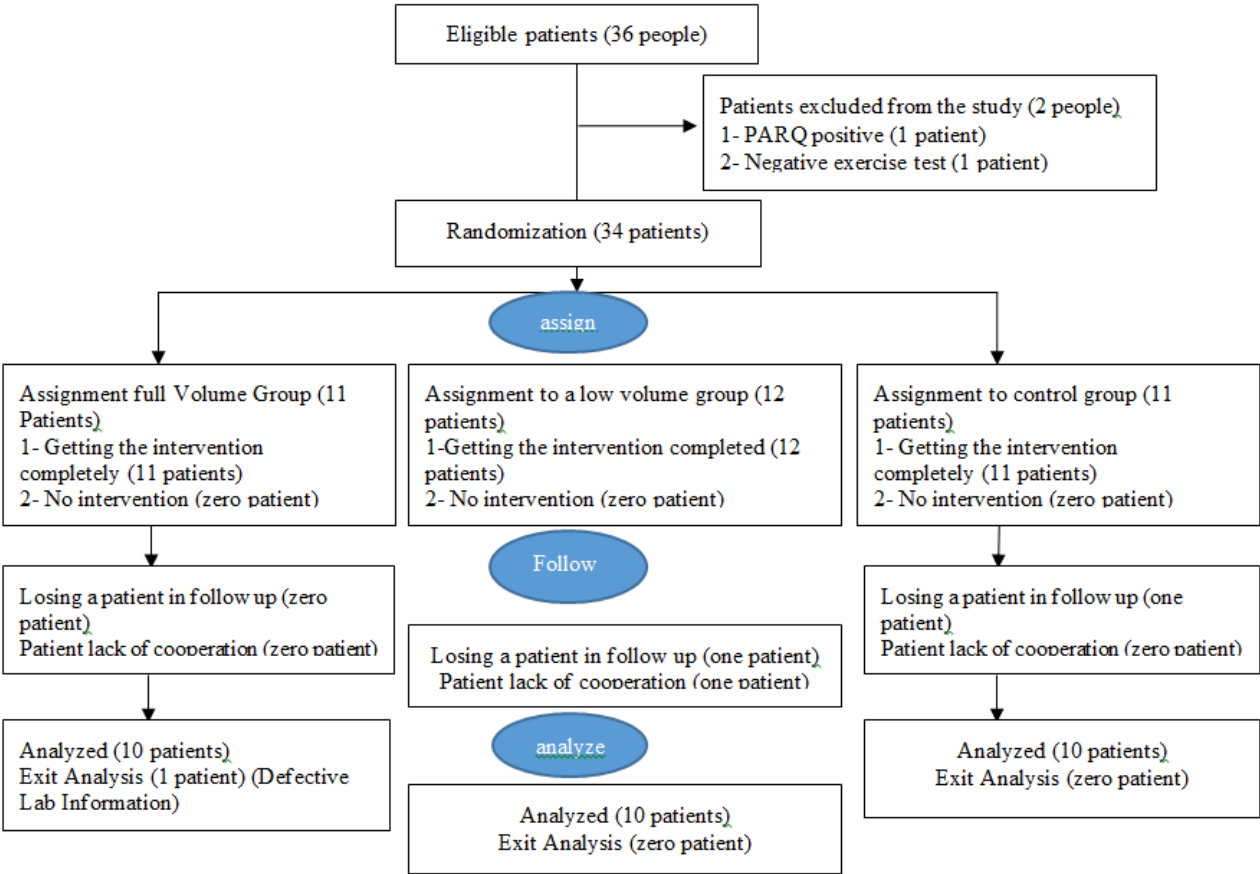 Eligible patients (36 people)
Patients excluded from the study (2 people)
1- PARQ positive (1 patient)
2- Negative exercise test (1 patient)
Randomization (34 patients)
assign
Assignment full Volume Group (11
Patients)
1- Getting the intervention
completely (11 patients)
2- No intervention (zero patient)
Assignment to a low volume group (12
patients)
1-Getting the intervention completed (12
patients)
2- No intervention (zero patient)
Assignment to control group (11
patients)
1- Getting the intervention
completely (11 patients)
2- No intervention (zero patient)
Follow
Losing a patient in follow up (zero
patient)
Patient lack of cooperation (zero patient)
Losing a patient in follow up (one patient)
Patient lack of cooperation (one patient)
Losing a patient in follow up (one
patient)
Patient lack of cooperation (zero patient)
analyze
Analyzed (10 patients)
Exit Analysis (1 patient) (Defective
Lab Information)
Analyzed (10 patients)
Exit Analysis (zero patient)
Analyzed (10 patients)
Exit Analysis (zero patient)